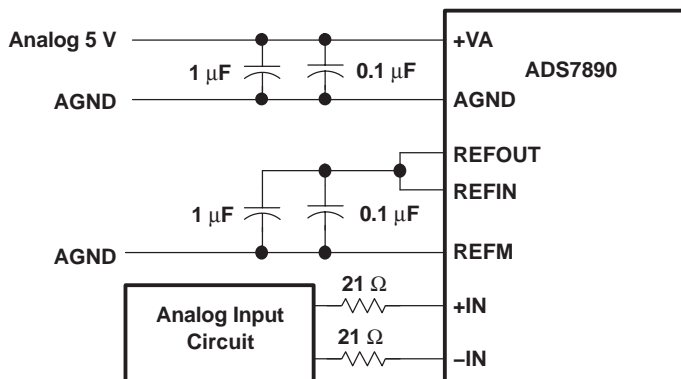 Analog 5 V
+VA
1 μF
0.1 μF
ADS7890
AGND
AGND
REFOUT
REFIN
1 μF
0.1 μF
AGND
REFM
21 Ω
+IN
Analog Input
Circuit
21 Ω
−IN